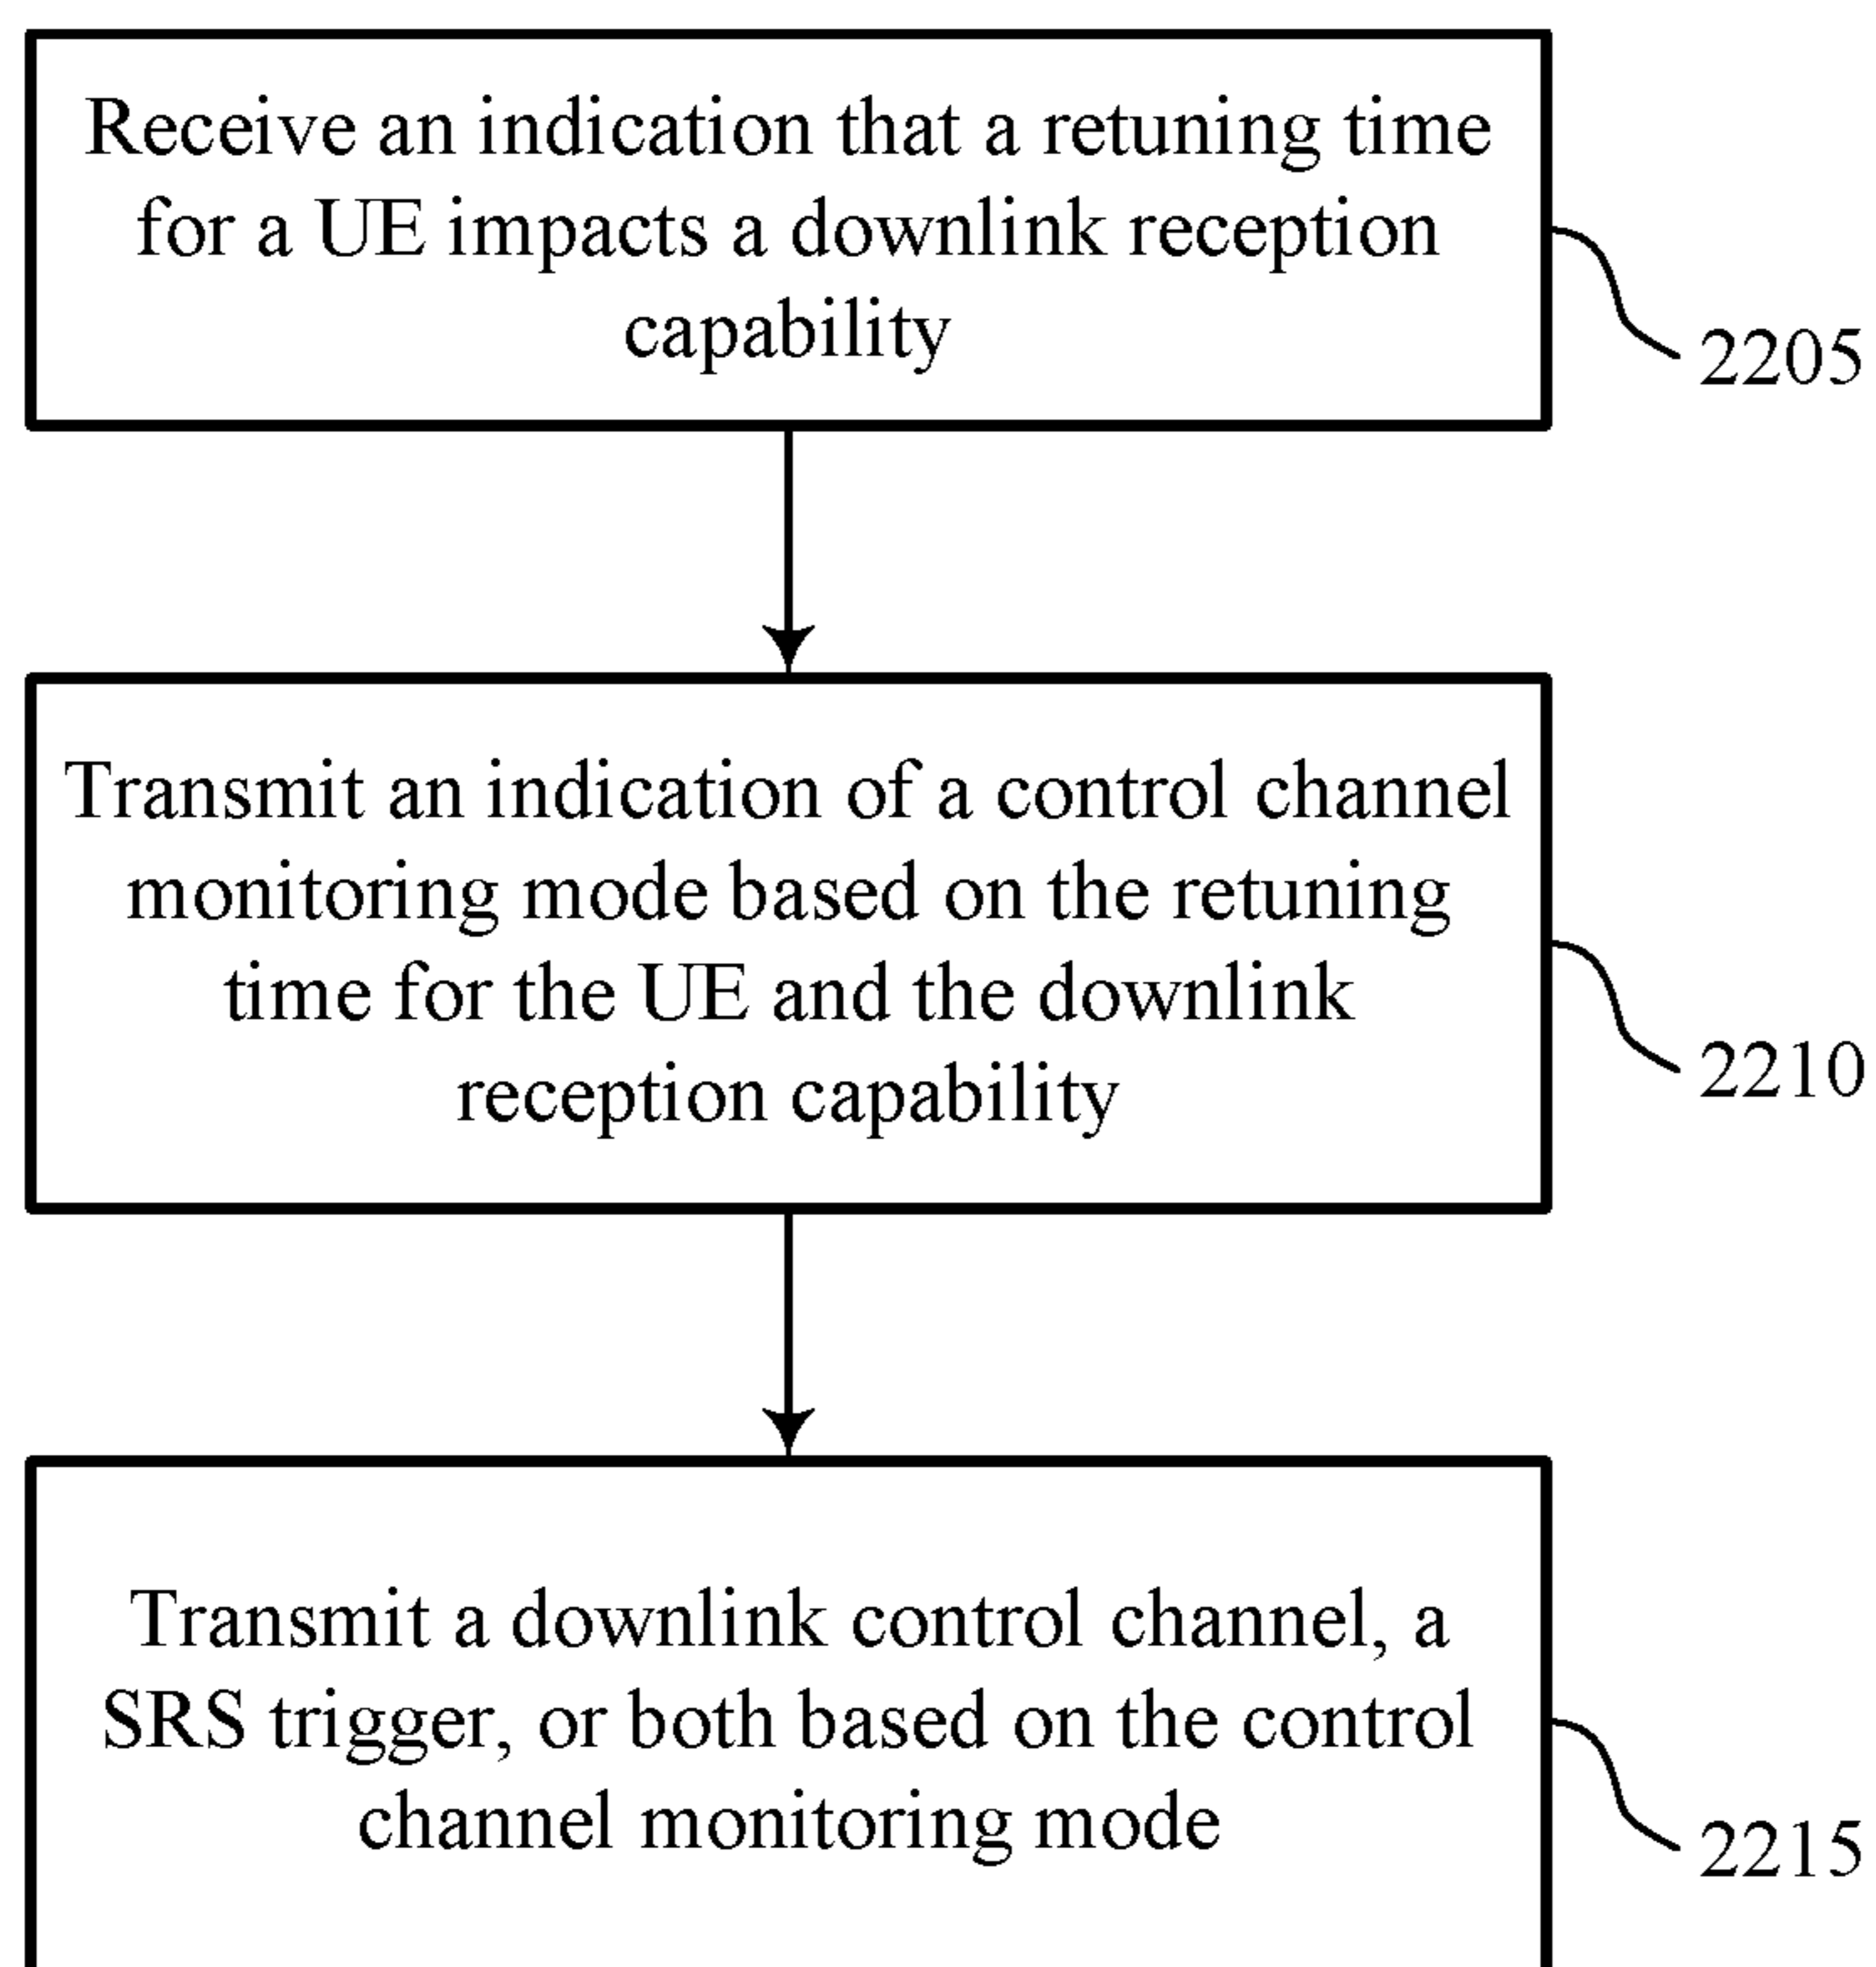 Receive an indication that a retuning time
for a UE impacts a downlink reception
capability
2205
Transmit an indication of a control channel
monitoring mode based on the retuning
time for the UE and the downlink
reception capability
2210
Transmit a downlink control channel, a
SRS trigger, or both based on the control
channel monitoring mode
2215